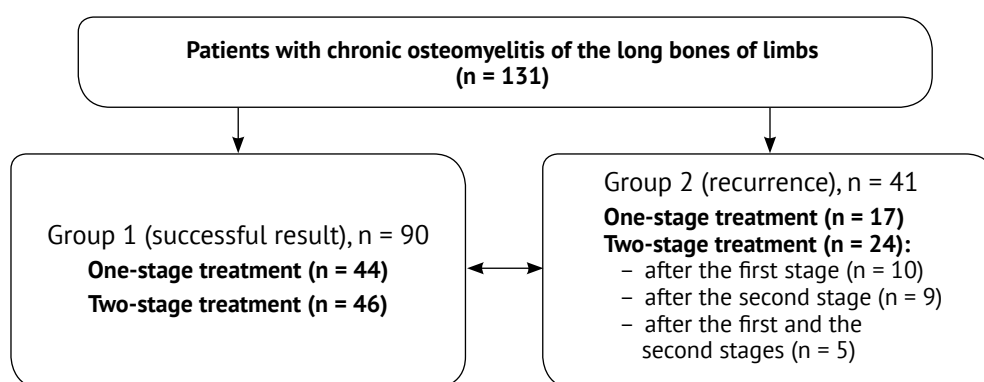 Patients with chronic osteomyelitis of the long bones of limbs
(n = 131)
Group 1 (successful result), n = 90
One-stage treatment (n = 44)
Two-stage treatment (n = 46)
Group 2 (recurrence), n = 41
One-stage treatment (n = 17)
Two-stage treatment (n = 24):
– after the first stage (n = 10)
– after the second stage (n = 9)
– after the first and the
second stages (n = 5)